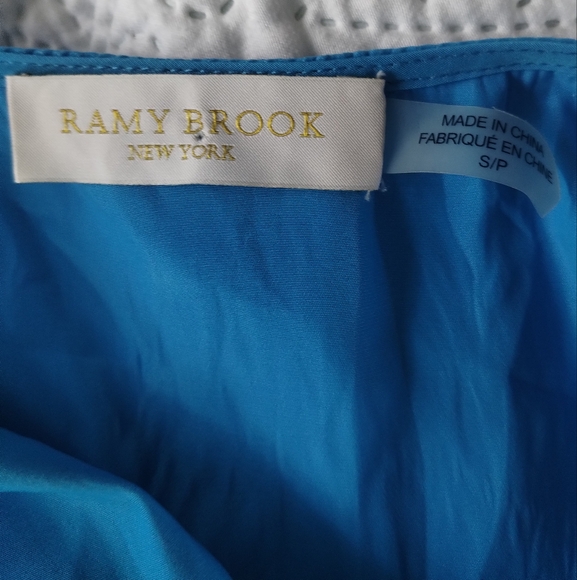 RAMY BROOK
NEW YORK
MADE IN CHINA
FABRIQUÉ EN CHINE
S/P